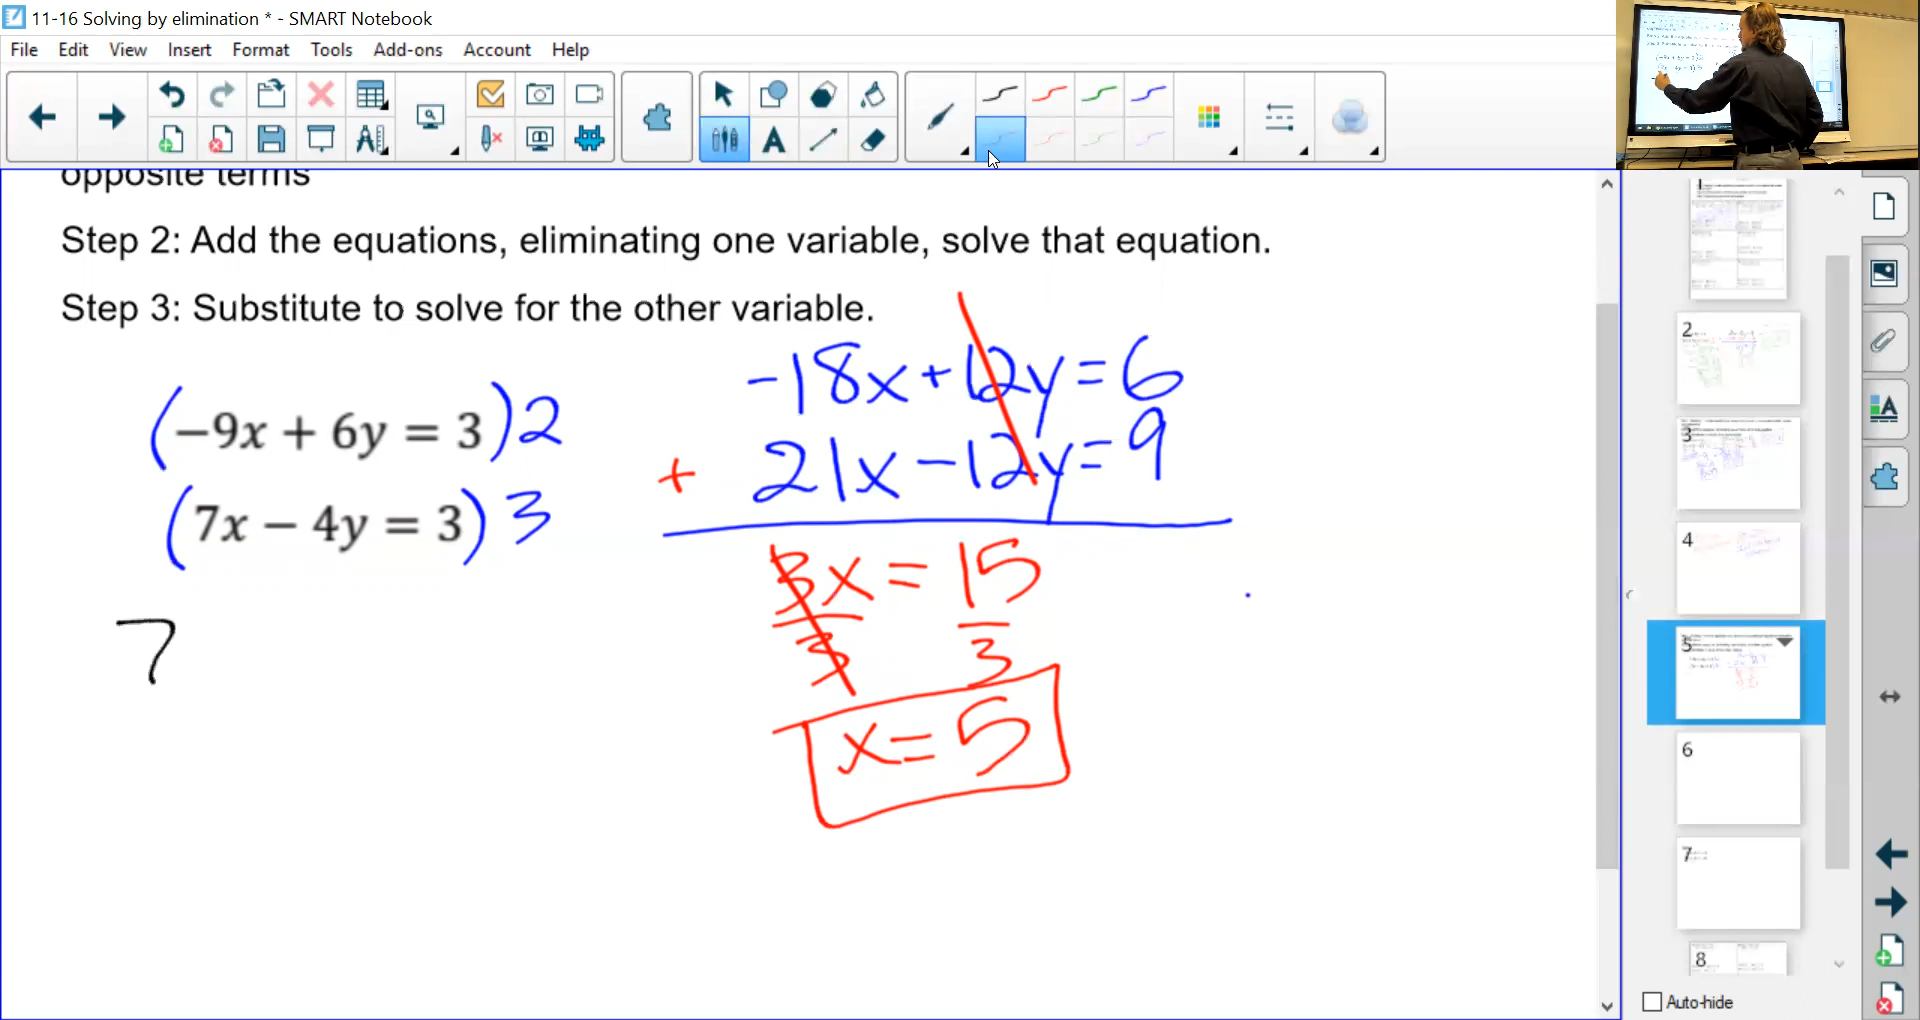 11-16 Solving by elimination * - SMART Notebook
File Edit View Insert Format Tools Add-ons Account Help
opposite terms
Step 2: Add the equations, eliminating one variable, solve that equation.
Step 3: Substitute to solve for the other variable.
(−9x + 6y = 3)2
(7x − 4y = 3)3
-18x+12y=6
+ 21x-12y=9
3x = 15
3 3
x=5
7
1
2
3
4
5
6
7
8
Auto-hide